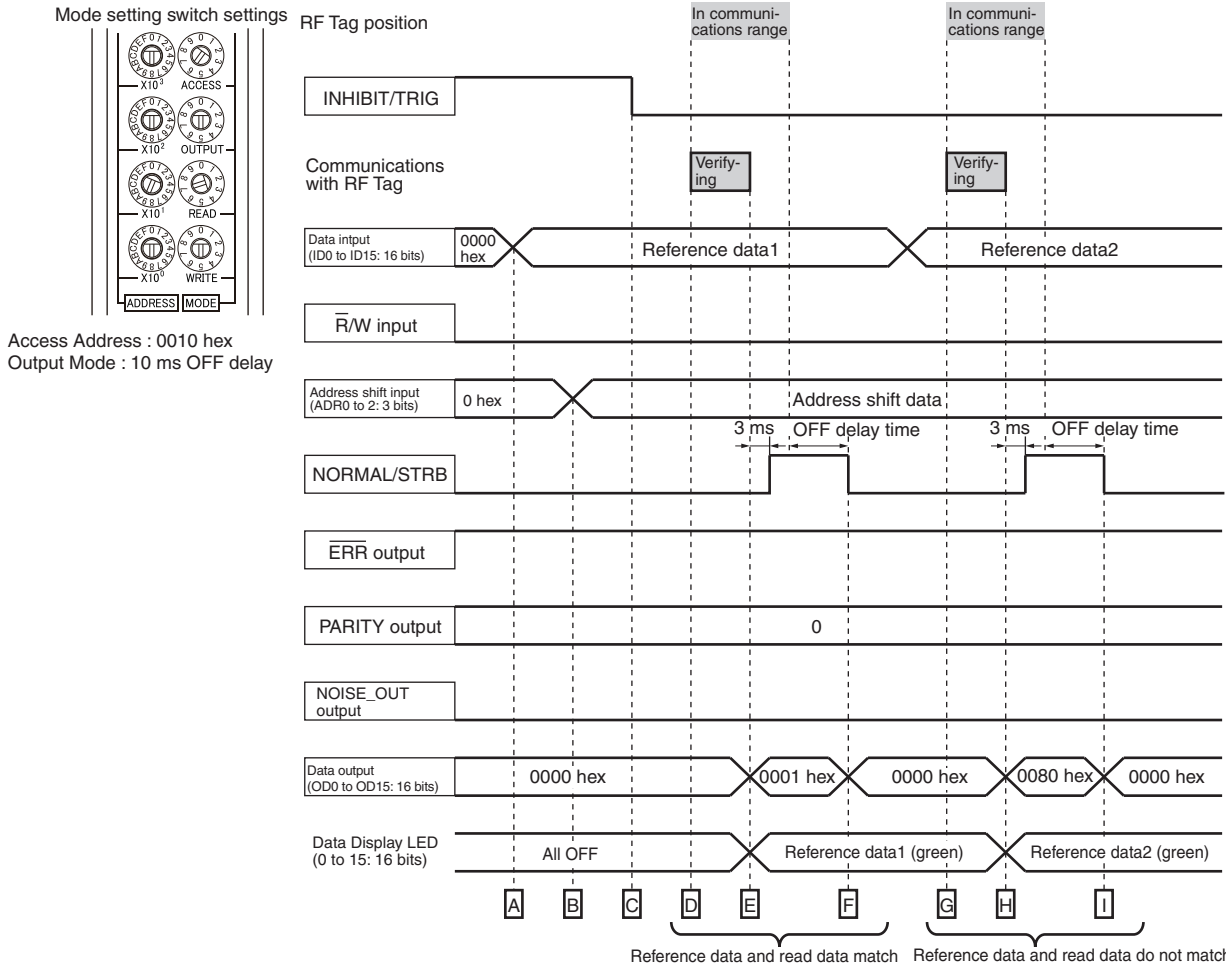 Mode setting switch settings
X10³ ACCESS
X10² OUTPUT
X10¹ READ
X10⁰ WRITE
ADDRESS MODE
Access Address : 0010 hex
Output Mode : 10 ms OFF delay
RF Tag position
In communi-
cations range
In communi-
cations range
INHIBIT/TRIG
Communications
with RF Tag
Verify-
ing
Verify-
ing
Data intput
(ID0 to ID15: 16 bits)
0000
hex
Reference data1
Reference data2
R̅/W input
Address shift input
(ADR0 to 2: 3 bits)
0 hex
Address shift data
3 ms OFF delay time
3 ms OFF delay time
NORMAL/STRB
E̅R̅R̅ output
PARITY output
0
NOISE_OUT
output
Data output
(OD0 to OD15: 16 bits)
0000 hex
0001 hex
0000 hex
0080 hex
0000 hex
Data Display LED
(0 to 15: 16 bits)
All OFF
Reference data1 (green)
Reference data2 (green)
A B C D E F G H I
Reference data and read data match
Reference data and read data do not match